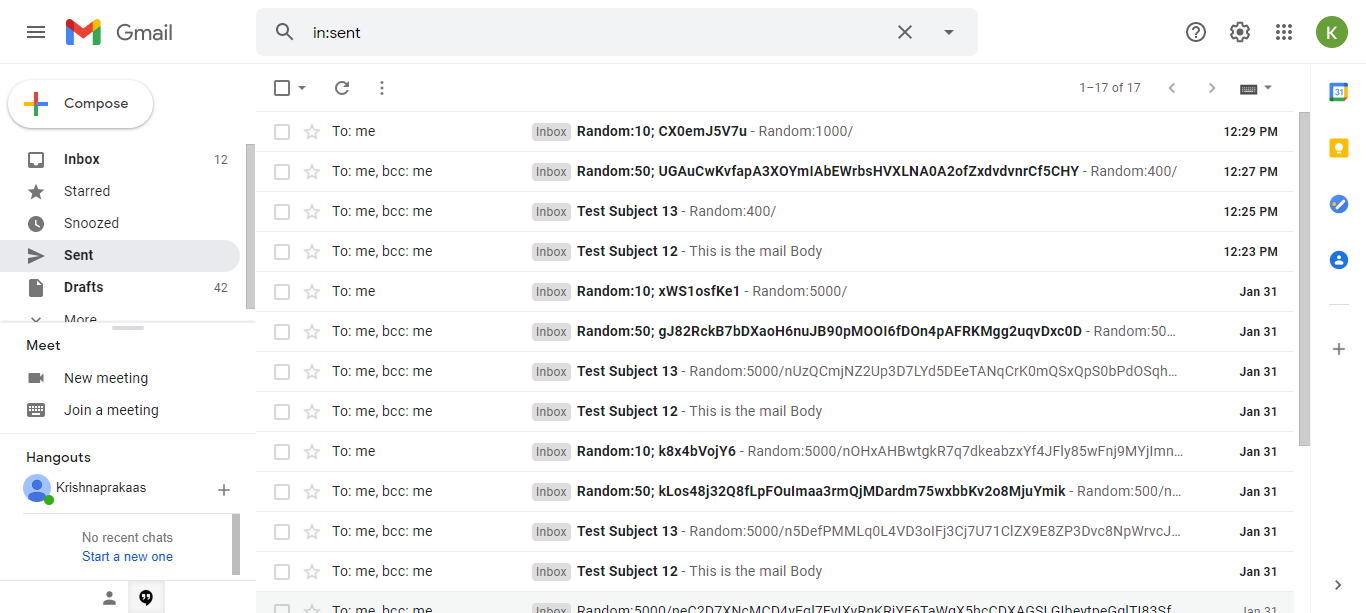 Gmail
in:sent
K
Compose
1–17 of 17
31
Inbox 12
Starred
Snoozed
Sent
Drafts 42
More
Meet
New meeting
Join a meeting
Hangouts
Krishnaprakaas
No recent chats
Start a new one
To: me Inbox Random:10; CX0emJ5V7u - Random:1000/ 12:29 PM
To: me, bcc: me Inbox Random:50; UGAuCwKvfapA3XOYmIAbEWrbsHVXLNA0A2ofZxdvdvnrCf5CHY - Random:400/ 12:27 PM
To: me, bcc: me Inbox Test Subject 13 - Random:400/ 12:25 PM
To: me, bcc: me Inbox Test Subject 12 - This is the mail Body 12:23 PM
To: me Inbox Random:10; xWS1osfKe1 - Random:5000/ Jan 31
To: me, bcc: me Inbox Random:50; gJ82RckB7bDXaoH6nuJB90pMOOI6fDOn4pAFRKMgg2uqvDxc0D - Random:50... Jan 31
To: me, bcc: me Inbox Test Subject 13 - Random:5000/nUzQCmjNZ2Up3D7LYd5DEeTANqCrK0mQSxQpS0bPdOSqh... Jan 31
To: me, bcc: me Inbox Test Subject 12 - This is the mail Body Jan 31
To: me Inbox Random:10; k8x4bVojY6 - Random:5000/nOHxAHBwtgkR7q7dkeabzxYf4JFly85wFnj9MYjImn... Jan 31
To: me, bcc: me Inbox Random:50; kLos48j32Q8fLpFOuImaa3rmQjMDardm75wxbbKv2o8MjuYmik - Random:500/n... Jan 31
To: me, bcc: me Inbox Test Subject 13 - Random:5000/n5DefPMMLq0L4VD3oIFj3Cj7U71ClZX9E8ZP3Dvc8NpWrvcJ... Jan 31
To: me, bcc: me Inbox Test Subject 12 - This is the mail Body Jan 31
To: me, bcc: me Inbox Jan 31